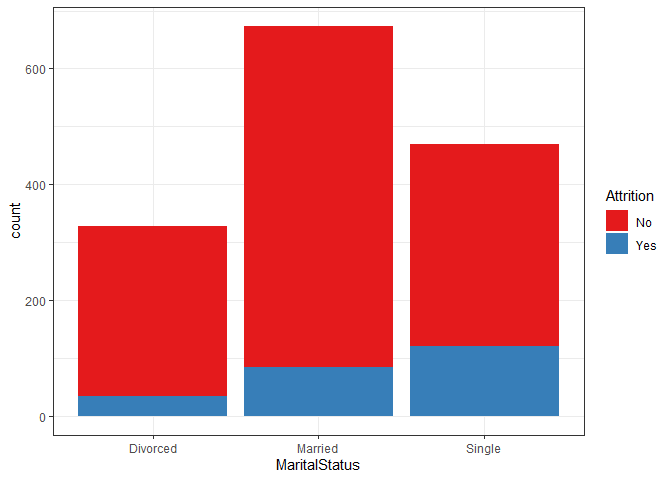 600
400
200
0
count
Divorced
Married
Single
MaritalStatus
Attrition
No
Yes